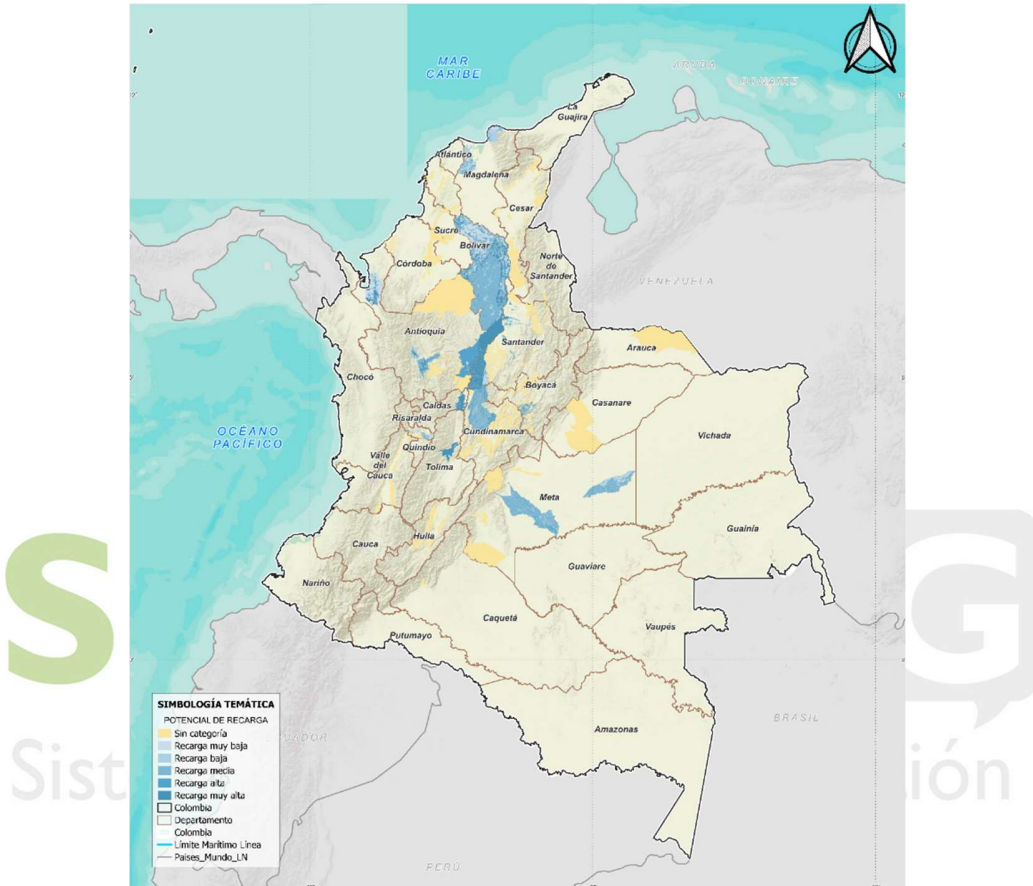 MAR
CARIBE
ARUBA
BONAIRE
La
Guajira
Atlántico
Magdalena
Cesar
Sucre
Bolívar
Córdoba
Norte
de
Santander
VENEZUELA
Antioquia
Santander
Arauca
Chocó
Boyacá
Caldas
Casanare
Risaralda
OCÉANO
PACÍFICO
Cundinamarca
Vichada
Quindío
Valle
del
Cauca
Tolima
Meta
Guainía
Cauca
Huila
Guaviare
Nariño
Caquetá
Vaupés
Putumayo
BRASIL
Amazonas
PERÚ
SIMBOLOGÍA TEMÁTICA
POTENCIAL DE RECARGA
Sin categoría
Recarga muy baja
Recarga baja
Recarga media
Recarga alta
Recarga muy alta
Colombia
Departamento
Colombia
Límite Marítimo Línea
Paises_Mundo_LN
S
G
Sist
ión